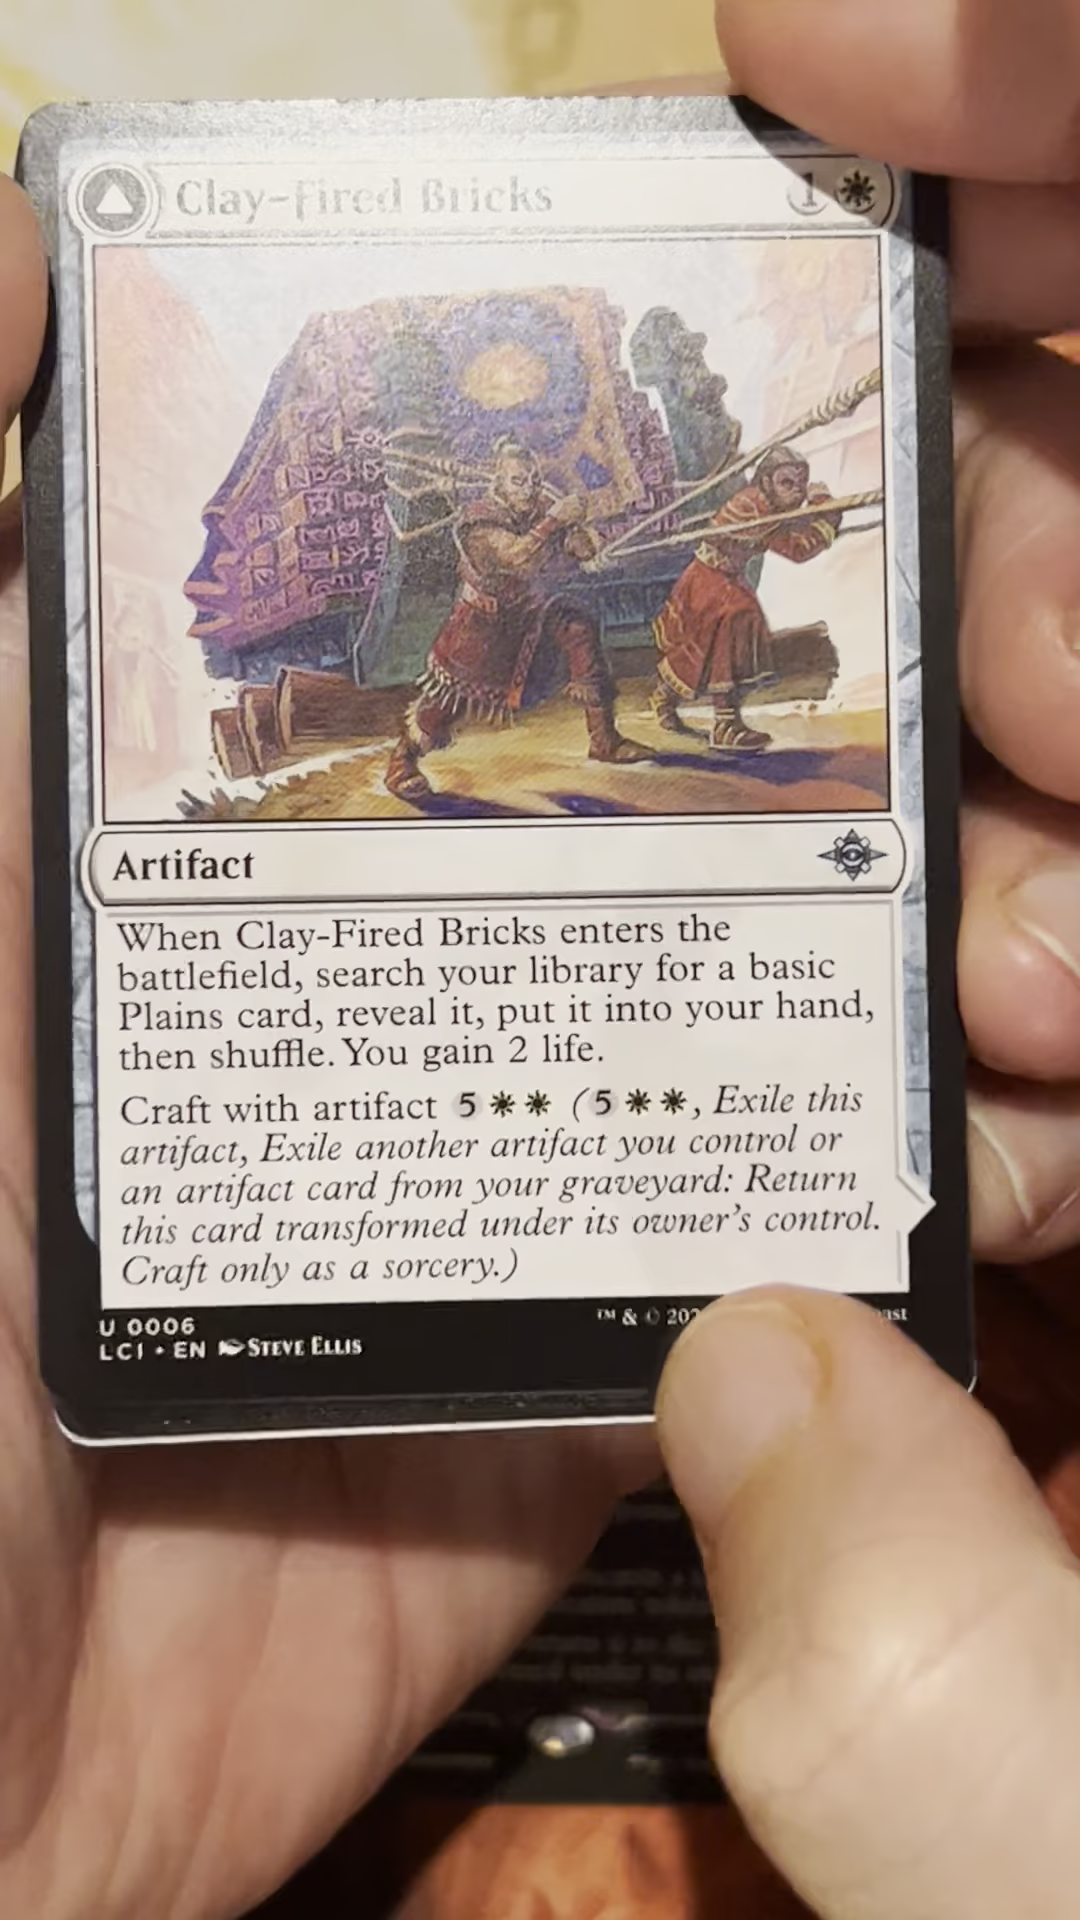 Clay-Fired Bricks 1
Artifact
When Clay-Fired Bricks enters the
battlefield, search your library for a basic
Plains card, reveal it, put it into your hand,
then shuffle. You gain 2 life.
Craft with artifact 5 (5, Exile this
artifact, Exile another artifact you control or
an artifact card from your graveyard: Return
this card transformed under its owner's control.
Craft only as a sorcery.)
U 0006
™ & ©
LCI • EN STEVE ELLIS